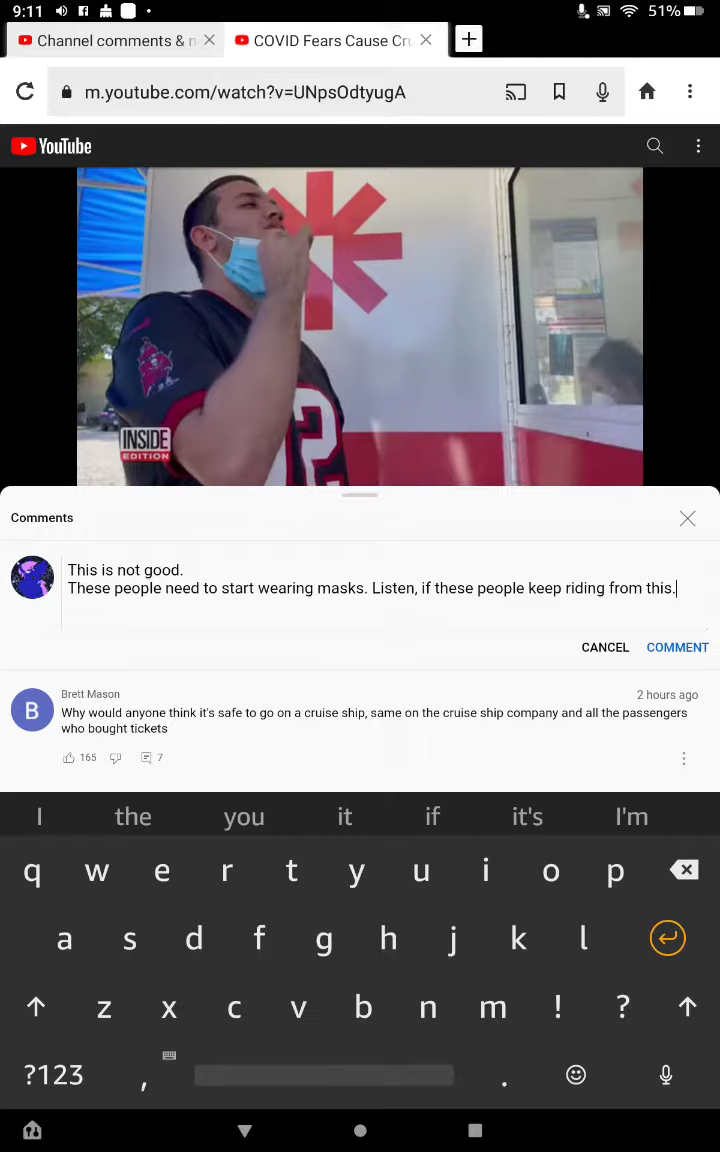 9:11
51%
Channel comments & n
COVID Fears Cause Cru
m.youtube.com/watch?v=UNpsOdtyugA
YouTube
INSIDE
EDITION
2
Comments
This is not good.
These people need to start wearing masks. Listen, if these people keep riding from this.
CANCEL COMMENT
B
Brett Mason
2 hours ago
Why would anyone think it's safe to go on a cruise ship, same on the cruise ship company and all the passengers
who bought tickets
165
7
I the you it if it's I'm
q w e r t y u i o p
a s d f g h j k l
z x c v b n m ! ?
?123 , .